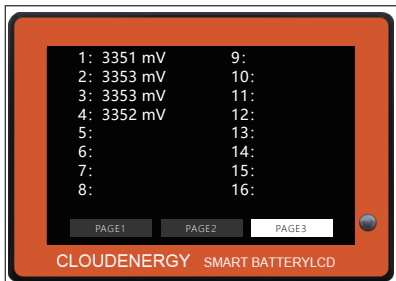 1: 3351 mV 9:
2: 3353 mV 10:
3: 3353 mV 11:
4: 3352 mV 12:
5: 13:
6: 14:
7: 15:
8: 16:
PAGE1 PAGE2 PAGE3
CLOUDENERGY SMART BATTERYLCD